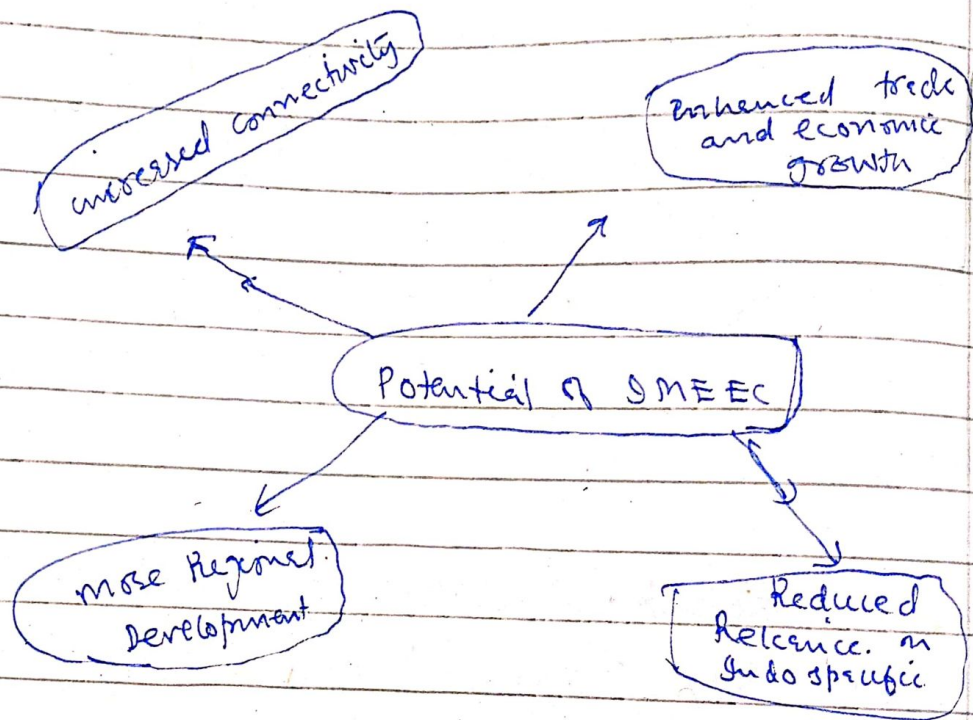 increased connectivity
Enhanced trade
and economic
growth
Potential of IMEEC
More Regional
Development
Reduced
Reliance on
Indo specific